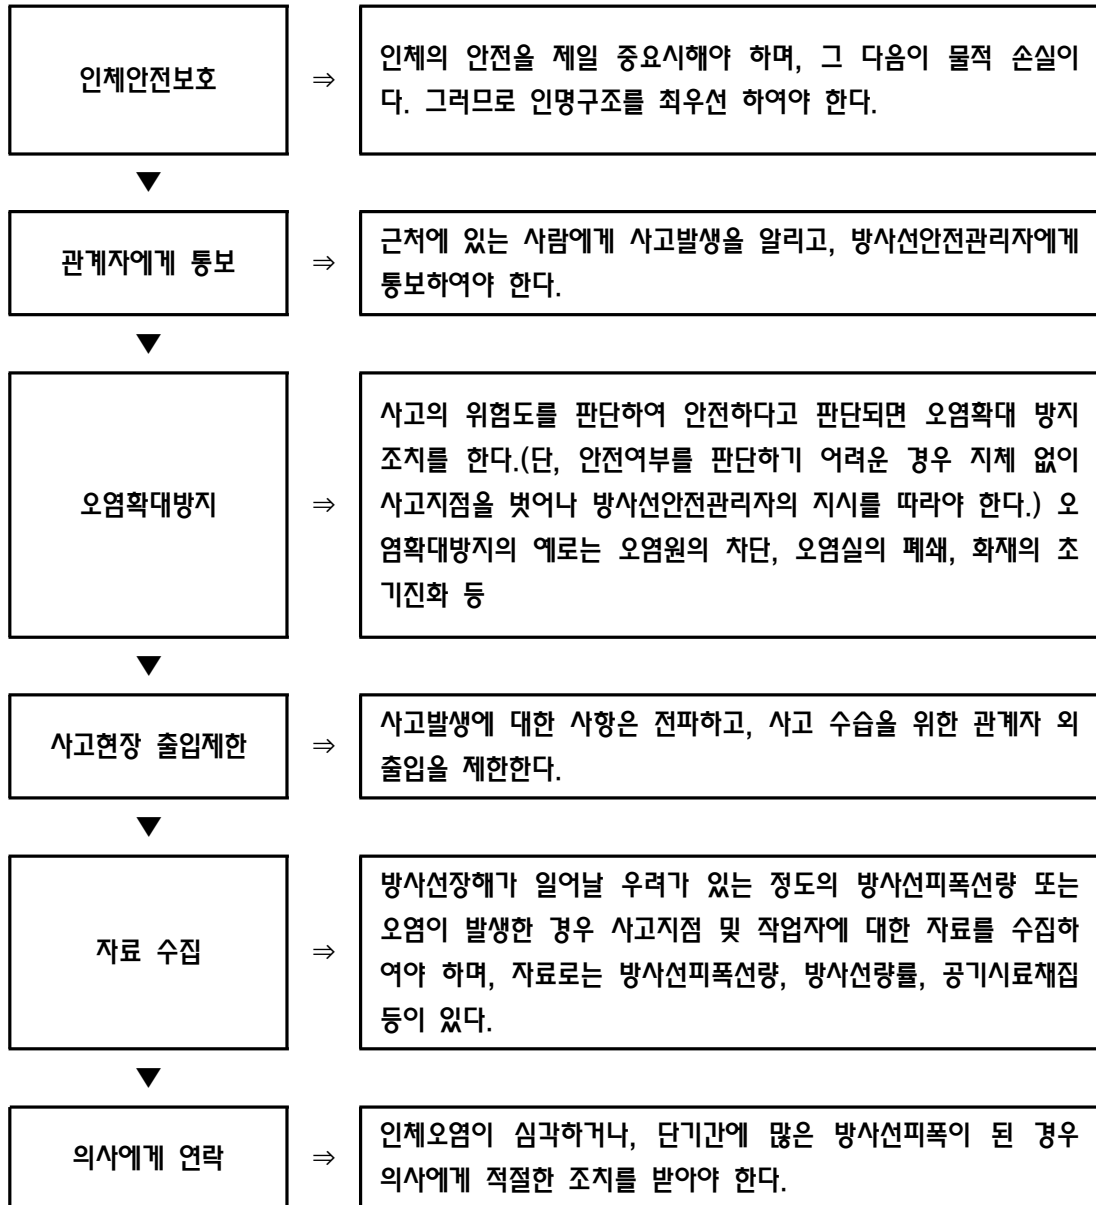 인체안전보호
⇒
인체의 안전을 제일 중요시해야 하며, 그 다음이 물적 손실이
다. 그러므로 인명구조를 최우선 하여야 한다.
▼
관계자에게 통보
⇒
근처에 있는 사람에게 사고발생을 알리고, 방사선안전관리자에게
통보하여야 한다.
▼
오염확대방지
⇒
사고의 위험도를 판단하여 안전하다고 판단되면 오염확대 방지
조치를 한다.(단, 안전여부를 판단하기 어려운 경우 지체 없이
사고지점을 벗어나 방사선안전관리자의 지시를 따라야 한다.) 오
염확대방지의 예로는 오염원의 차단, 오염실의 폐쇄, 화재의 초
기진화 등
▼
사고현장 출입제한
⇒
사고발생에 대한 사항은 전파하고, 사고 수습을 위한 관계자 외
출입을 제한한다.
▼
자료 수집
⇒
방사선장해가 일어날 우려가 있는 정도의 방사선피폭선량 또는
오염이 발생한 경우 사고지점 및 작업자에 대한 자료를 수집하
여야 하며, 자료로는 방사선피폭선량, 방사선량률, 공기시료채집
등이 있다.
▼
의사에게 연락
⇒
인체오염이 심각하거나, 단기간에 많은 방사선피폭이 된 경우
의사에게 적절한 조치를 받아야 한다.